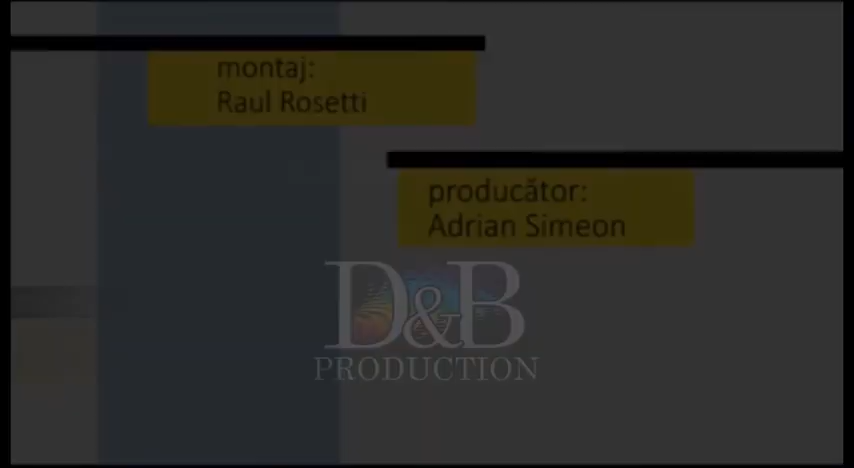 montaj:
Raul Rosetti
producător:
Adrian Simeon
D&B
PRODUCTION